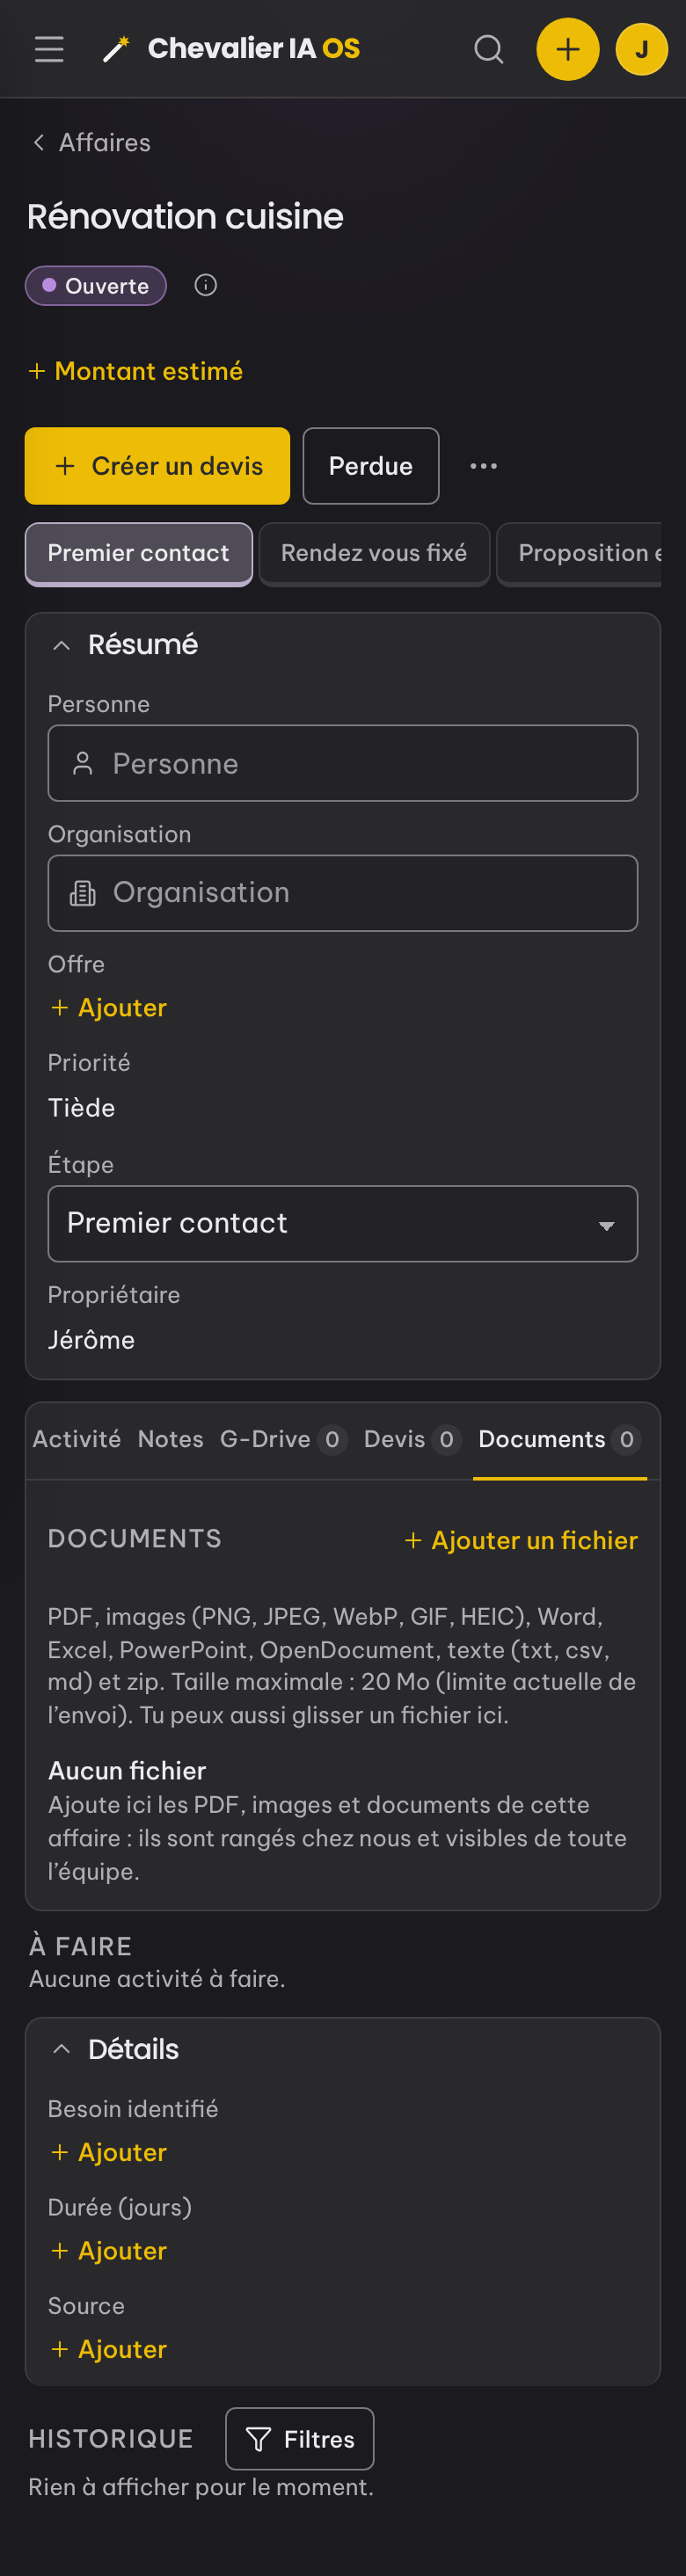 Chevalier IA OS
J
Affaires
Rénovation cuisine
Ouverte
+ Montant estimé
+ Créer un devis
Perdue
Premier contact
Rendez vous fixé
Proposition e
Résumé
Personne
Personne
Organisation
Organisation
Offre
+ Ajouter
Priorité
Tiède
Étape
Premier contact
Propriétaire
Jérôme
Activité Notes G-Drive 0 Devis 0 Documents 0
DOCUMENTS
+ Ajouter un fichier
PDF, images (PNG, JPEG, WebP, GIF, HEIC), Word,
Excel, PowerPoint, OpenDocument, texte (txt, csv,
md) et zip. Taille maximale : 20 Mo (limite actuelle de
l’envoi). Tu peux aussi glisser un fichier ici.
Aucun fichier
Ajoute ici les PDF, images et documents de cette
affaire : ils sont rangés chez nous et visibles de toute
l’équipe.
À FAIRE
Aucune activité à faire.
Détails
Besoin identifié
+ Ajouter
Durée (jours)
+ Ajouter
Source
+ Ajouter
HISTORIQUE
Filtres
Rien à afficher pour le moment.